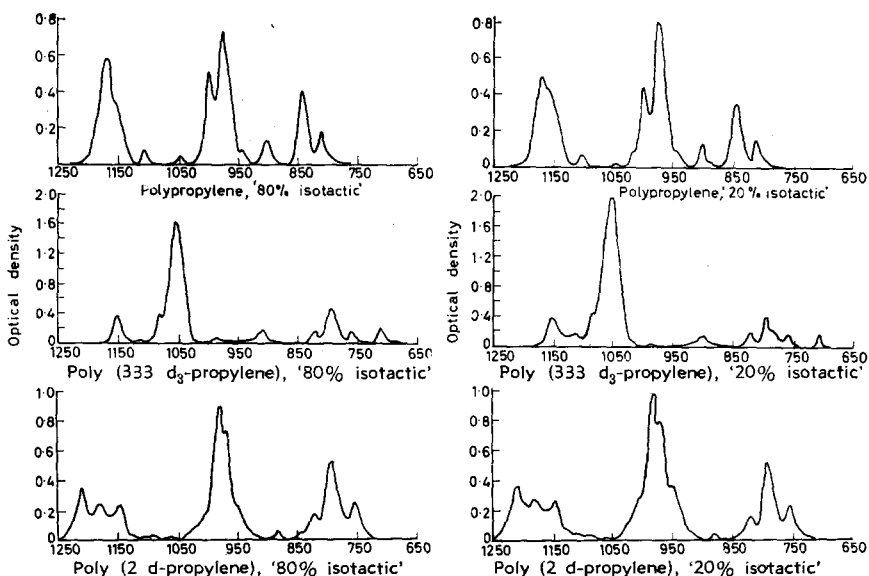 0·8
0·6
0·4
0·2
0
1250 1150 1050 950 850 750 650
Polypropylene, '80% isotactic'
0·8
0·6
0·4
0·2
0
1250 1150 1050 950 850 750 650
Polypropylene, '20% isotactic'
Optical density
2·0
1·6
1·2
0·8
0·4
0
1250 1150 1050 950 850 750 650
Poly (333 d₃-propylene), '80% isotactic'
Optical density
2·0
1·6
1·2
0·8
0·4
0
1250 1150 1050 950 850 750 650
Poly (333 d₃-propylene), '20% isotactic'
1·0
0·8
0·6
0·4
0·2
0
1250 1150 1050 950 850 750 650
Poly (2 d-propylene), '80% isotactic'
1·0
0·8
0·6
0·4
0·2
0
1250 1150 1050 950 850 750 650
Poly (2 d-propylene), '20% isotactic'